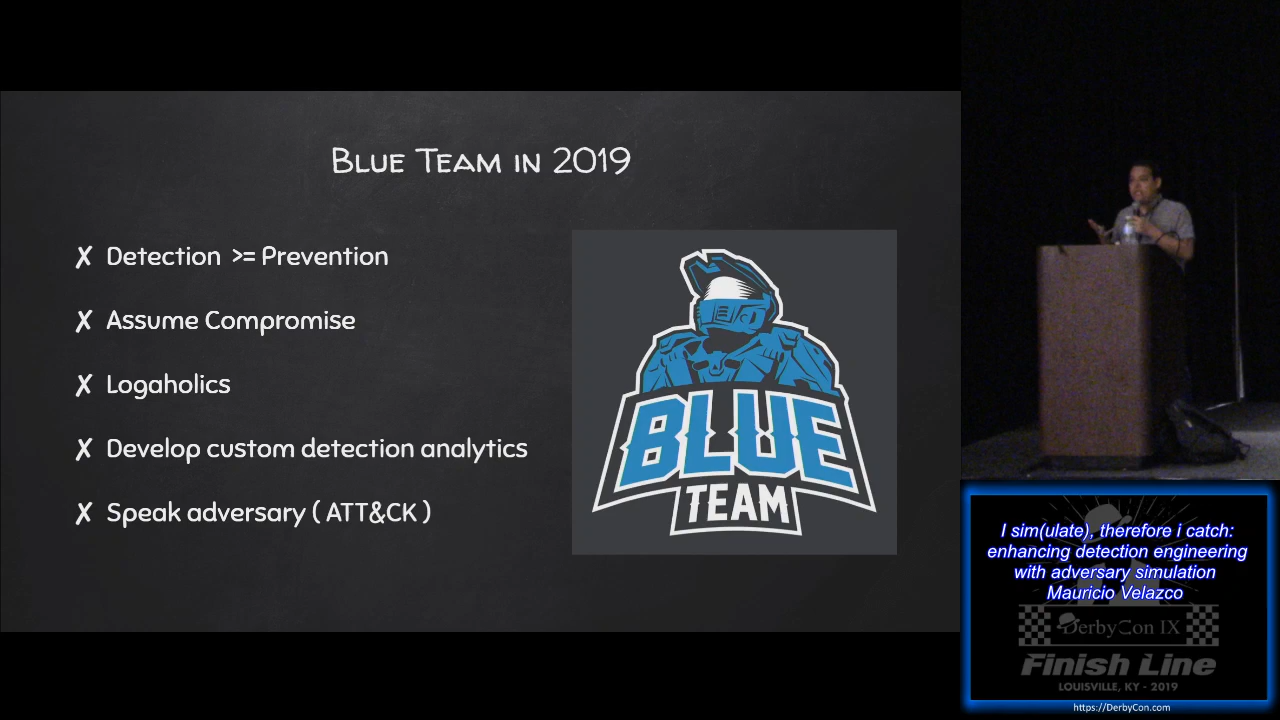 Blue Team in 2019
✗ Detection >= Prevention
✗ Assume Compromise
✗ Logaholics
✗ Develop custom detection analytics
✗ Speak adversary ( ATT&CK )
BLUE
TEAM
I sim(ulate), therefore i catch:
enhancing detection engineering
with adversary simulation
Mauricio Velazco
DerbyCon IX
Finish Line
LOUISVILLE, KY - 2019
https://DerbyCon.com